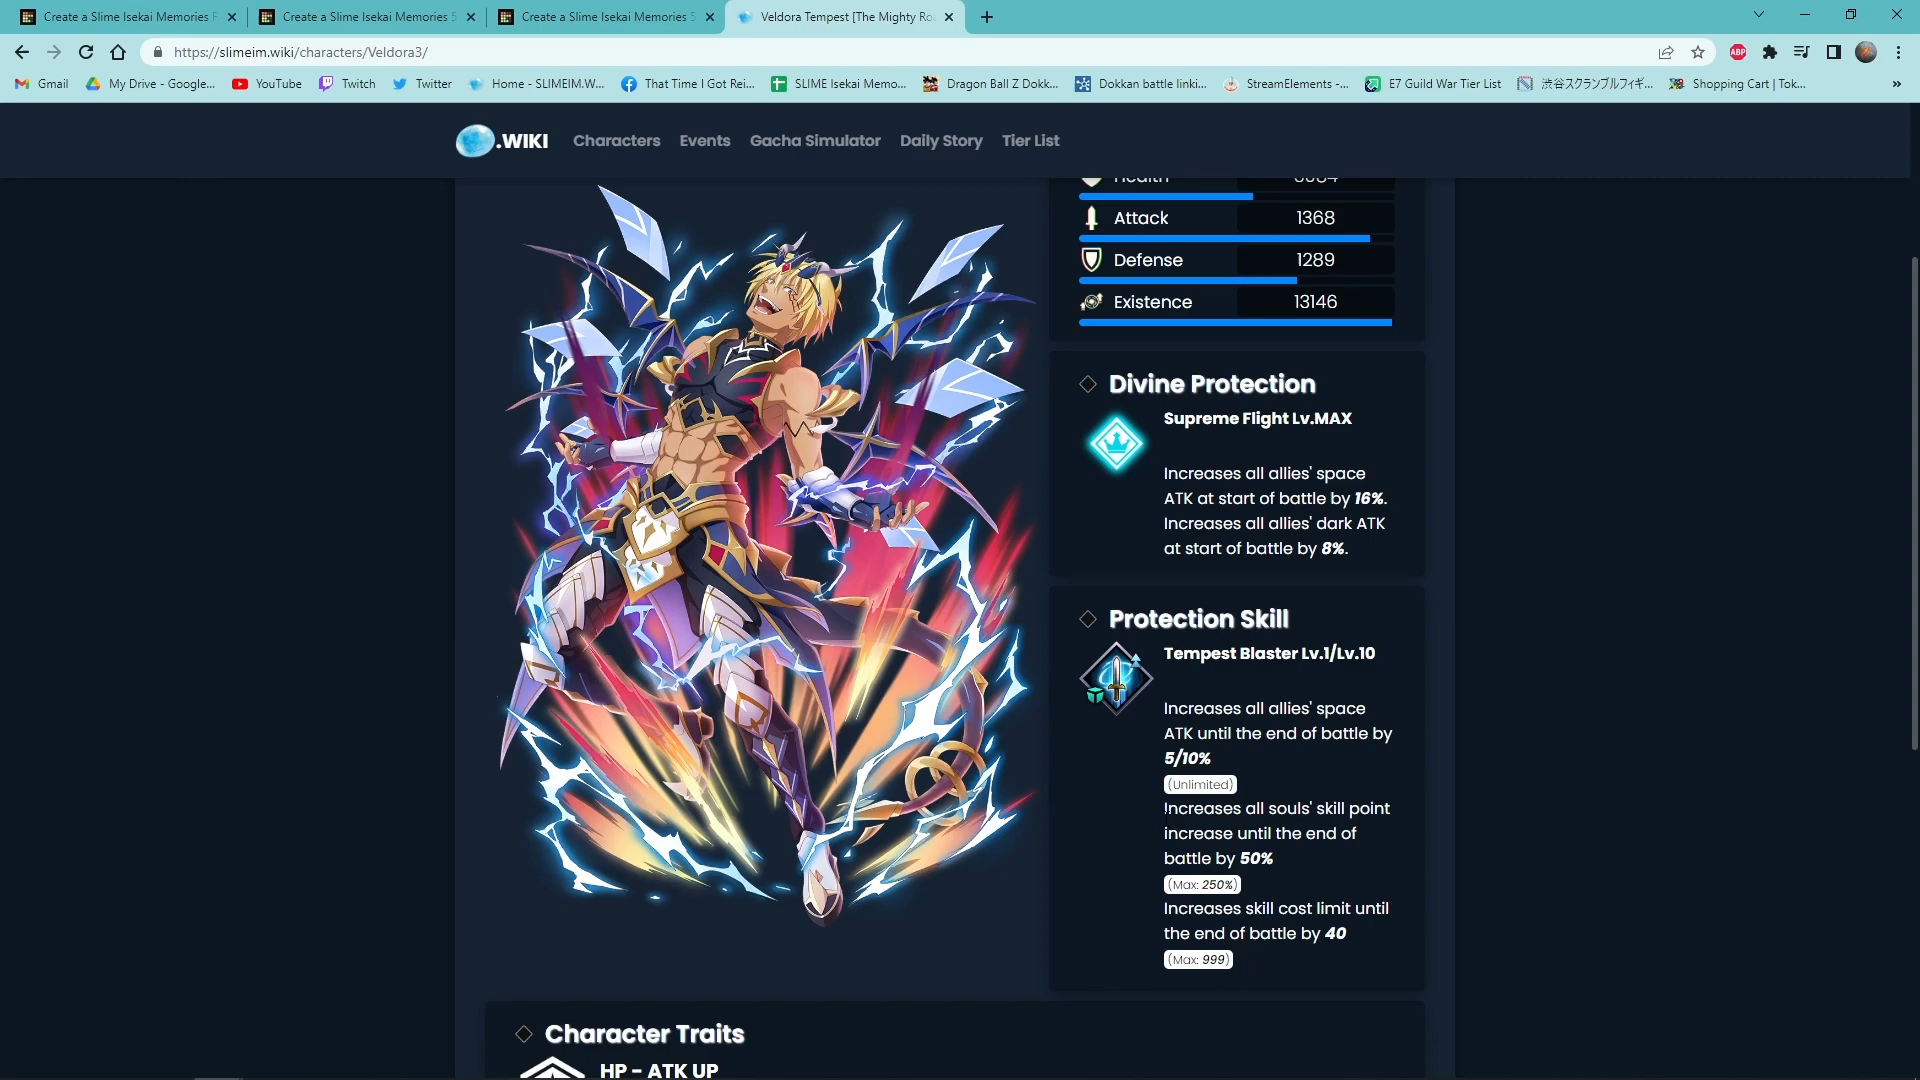 Create a Slime Isekai Memories F
Create a Slime Isekai Memories 5
Create a Slime Isekai Memories 5
Veldora Tempest [The Mighty Ro
https://slimeim.wiki/characters/Veldora3/
ABP
Gmail
My Drive - Google...
YouTube
Twitch
Twitter
Home - SLIMEIM.W...
That Time I Got Rei...
SLIME Isekai Memo...
Dragon Ball Z Dokk...
Dokkan battle linki...
StreamElements -...
E7 Guild War Tier List
渋谷スクランブルフィギ...
Shopping Cart | Tok...
»
.WIKI
Characters
Events
Gacha Simulator
Daily Story
Tier List
Health
Attack 1368
Defense 1289
Existence 13146
Divine Protection
Supreme Flight Lv.MAX
Increases all allies' space
ATK at start of battle by 16%.
Increases all allies' dark ATK
at start of battle by 8%.
Protection Skill
Tempest Blaster Lv.1/Lv.10
Increases all allies' space
ATK until the end of battle by
5/10%
(Unlimited)
Increases all souls' skill point
increase until the end of
battle by 50%
(Max: 250%)
Increases skill cost limit until
the end of battle by 40
(Max: 999)
Character Traits
HP - ATK UP